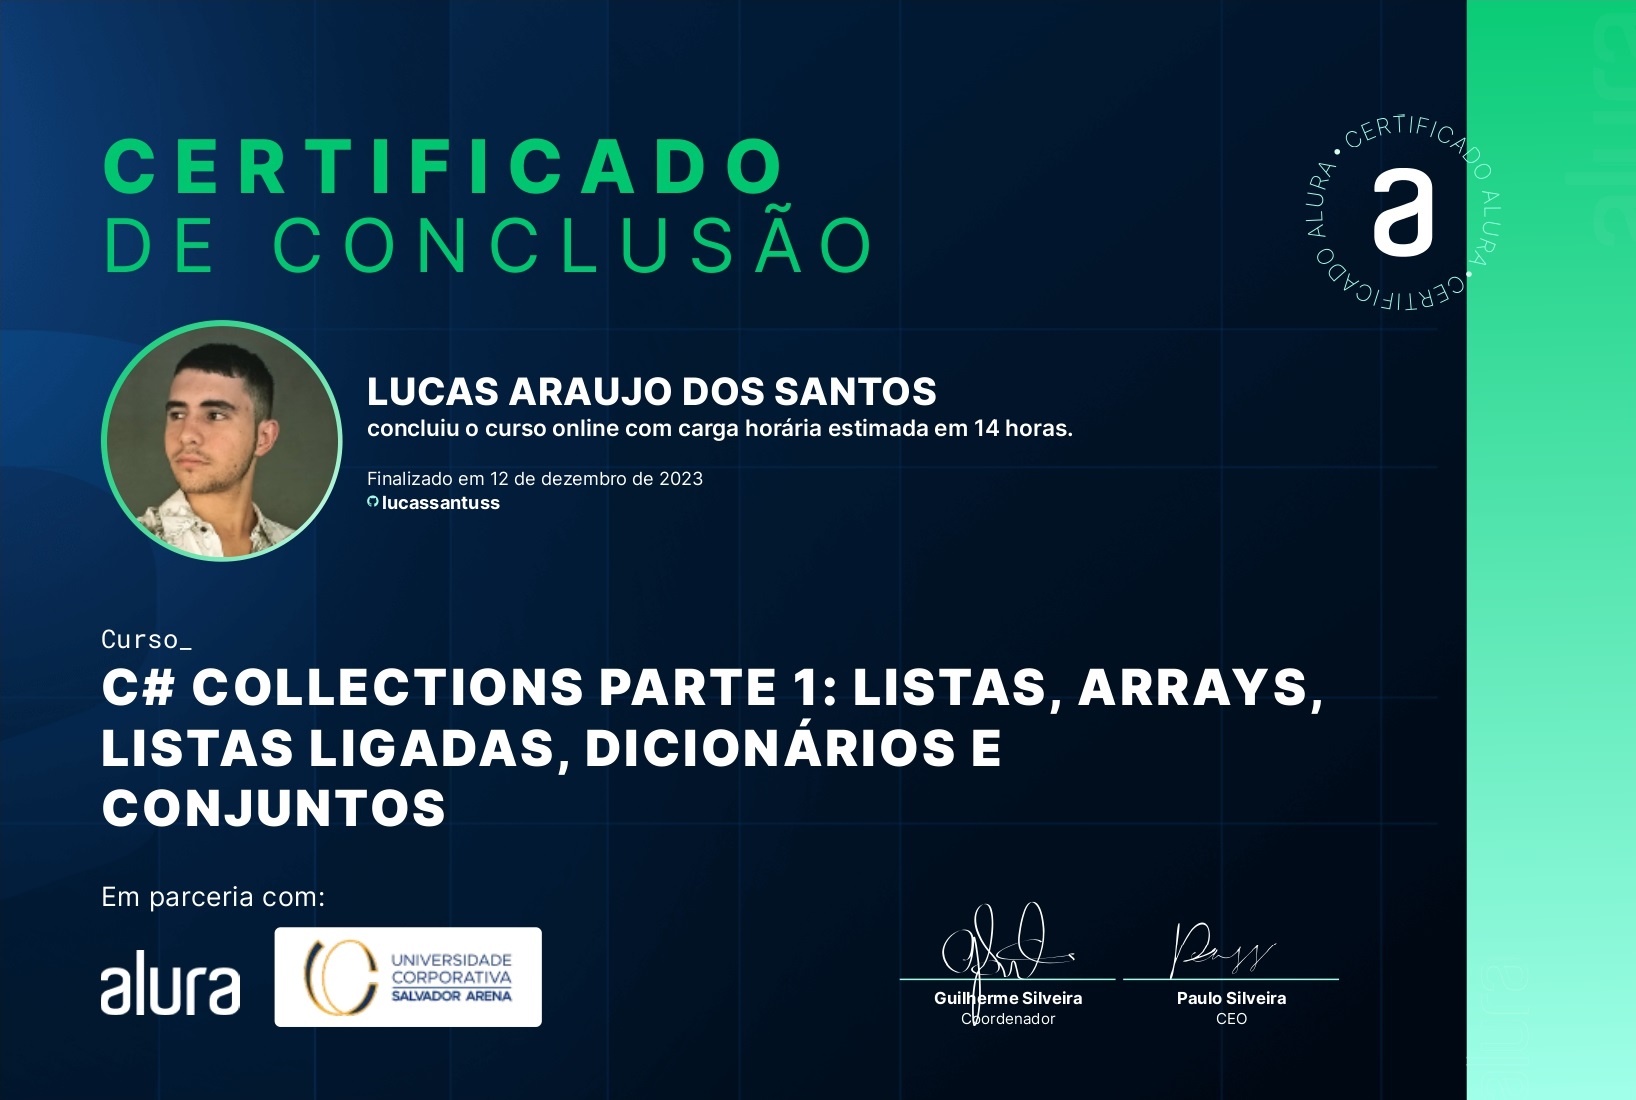 CERTIFICADO
DE CONCLUSÃO
CERTIFICADO ALURA • CERTIFICADO ALURA •
a
LUCAS ARAUJO DOS SANTOS
concluiu o curso online com carga horária estimada em 14 horas.
Finalizado em 12 de dezembro de 2023
lucassantuss
Curso_
C# COLLECTIONS PARTE 1: LISTAS, ARRAYS,
LISTAS LIGADAS, DICIONÁRIOS E
CONJUNTOS
Em parceria com:
alura
UNIVERSIDADE
CORPORATIVA
SALVADOR ARENA
Guilherme Silveira
Coordenador
Paulo Silveira
CEO
alura
alura